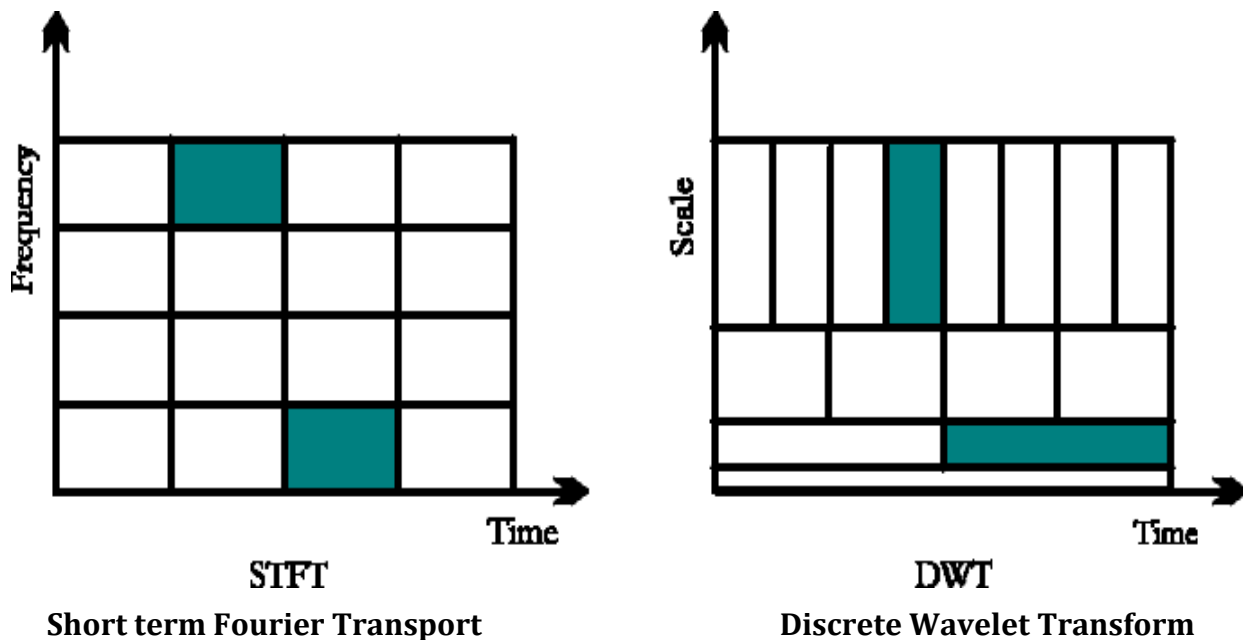 Frequency
Time
STFT
Short term Fourier Transport
Scale
Time
DWT
Discrete Wavelet Transform